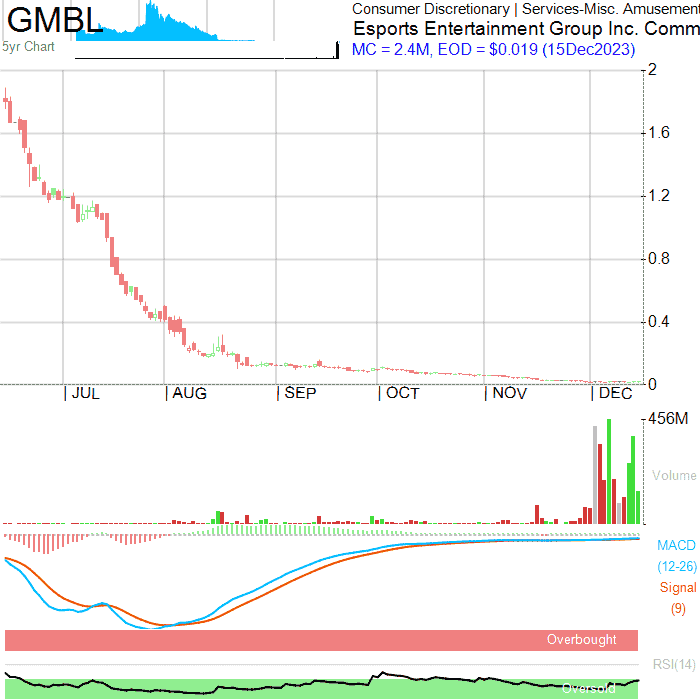 GMBL
Consumer Discretionary | Services-Misc. Amusement
Esports Entertainment Group Inc. Comm
5yr Chart
MC = 2.4M, EOD = $0.019 (15Dec2023)
2
1.6
1.2
0.8
0.4
0
JUL AUG SEP OCT NOV DEC
456M
Volume
MACD
(12-26)
Signal
(9)
Overbought
RSI(14)
Oversold